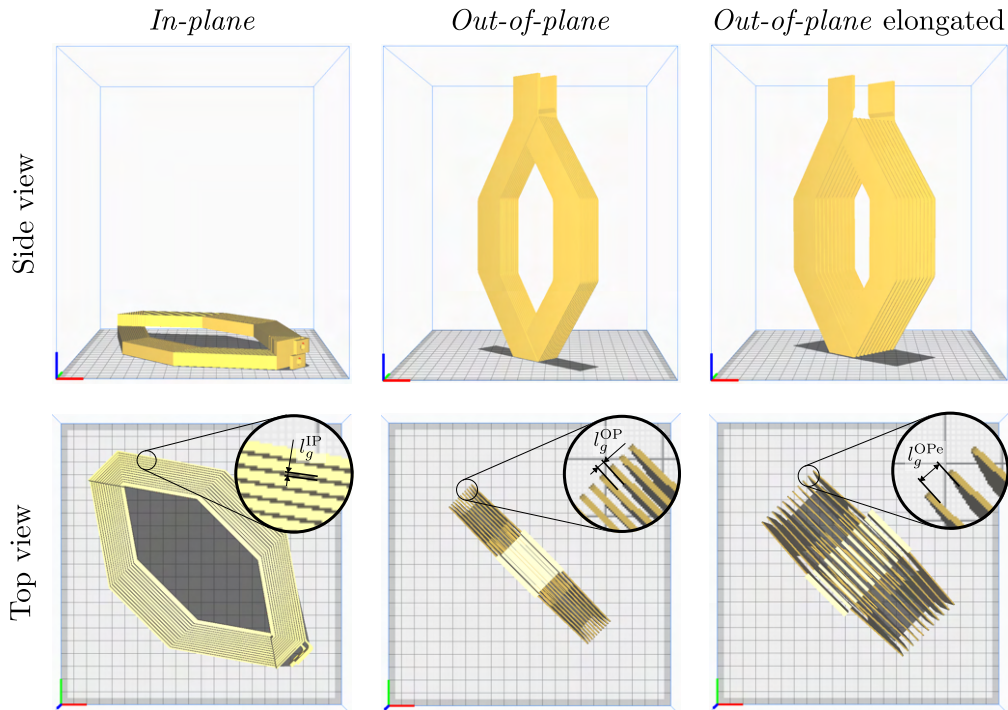 In-plane
Out-of-plane
Out-of-plane elongated
Side view
Top view
l_g^IP
l_g^OP
l_g^OPe